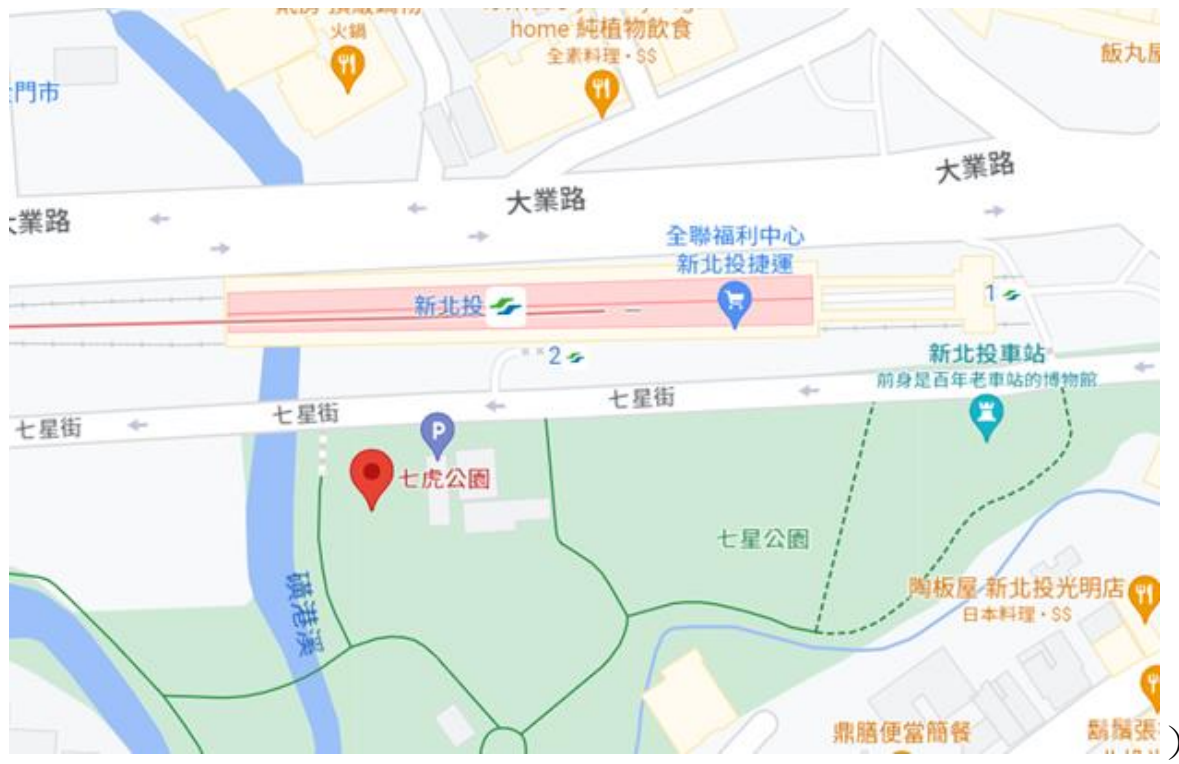 火鍋
home 純植物飲食
全素料理・$$
飯丸屋
門市
大業路
大業路
業路
全聯福利中心
新北投捷運
新北投
1
2
新北投車站
前身是百年老車站的博物館
七星街
七星街
七星街
P
七虎公園
七星公園
磺港溪
陶板屋 新北投光明店
日本料理・$$
鼎膳便當簡餐
鬍鬚張
)